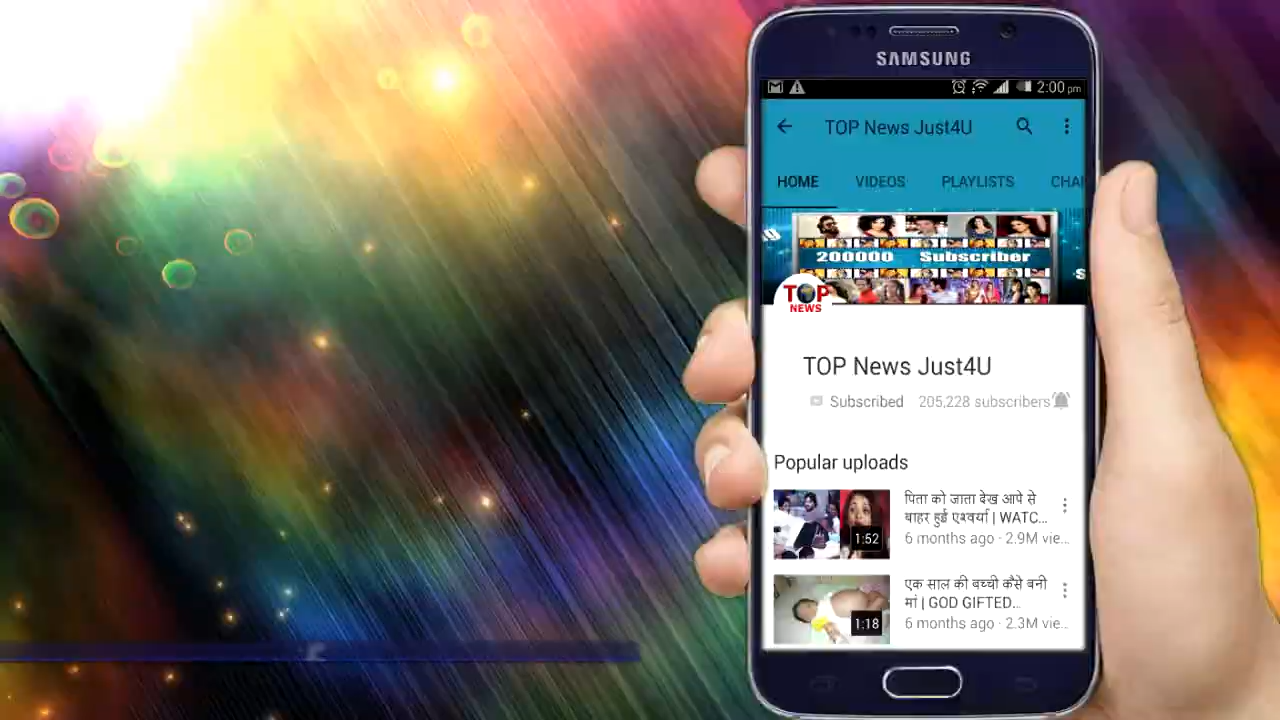 SAMSUNG
2:00 pm
TOP News Just4U
HOME VIDEOS PLAYLISTS CHA
200000 Subscriber
TOP
NEWS
TOP News Just4U
Subscribed 205,228 subscribers
Popular uploads
पिता को जाता देख आपे से
बाहर हुई एश्वर्या | WATC...
6 months ago · 2.9M vie...
1:52
एक साल की बच्ची कैसे बनी
मां | GOD GIFTED...
6 months ago · 2.3M vie...
1:18